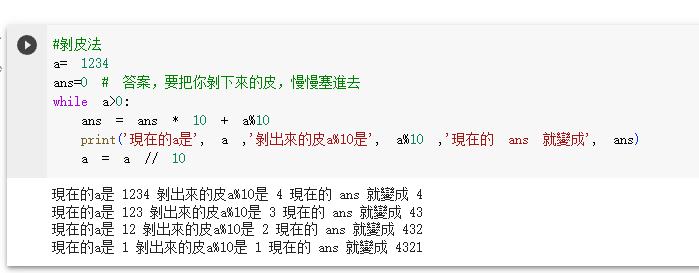 #剝皮法
a= 1234
ans=0 # 答案，要把你剝下來的皮，慢慢塞進去
while a>0:
    ans = ans * 10 + a%10
    print('現在的a是', a ,'剝出來的皮a%10是', a%10 ,'現在的 ans 就變成', ans)
    a = a // 10
現在的a是 1234 剝出來的皮a%10是 4 現在的 ans 就變成 4
現在的a是 123 剝出來的皮a%10是 3 現在的 ans 就變成 43
現在的a是 12 剝出來的皮a%10是 2 現在的 ans 就變成 432
現在的a是 1 剝出來的皮a%10是 1 現在的 ans 就變成 4321